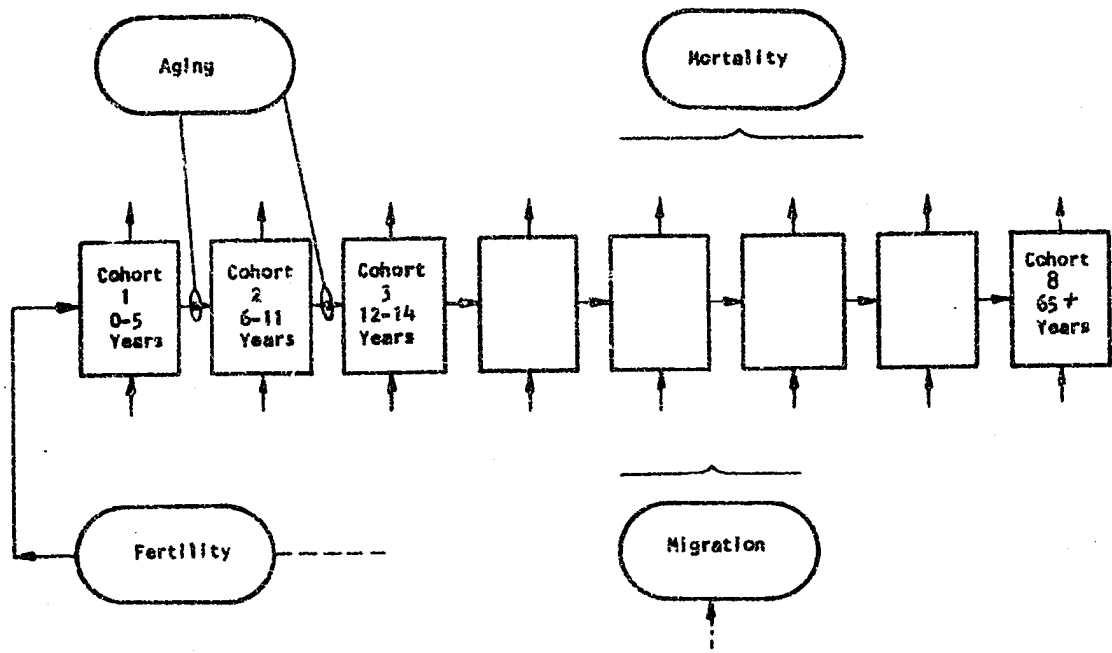 Aging
Mortality
Cohort
1
0-5
Years
Cohort
2
6-11
Years
Cohort
3
12-14
Years
Cohort
8
65+
Years
Fertility
Migration